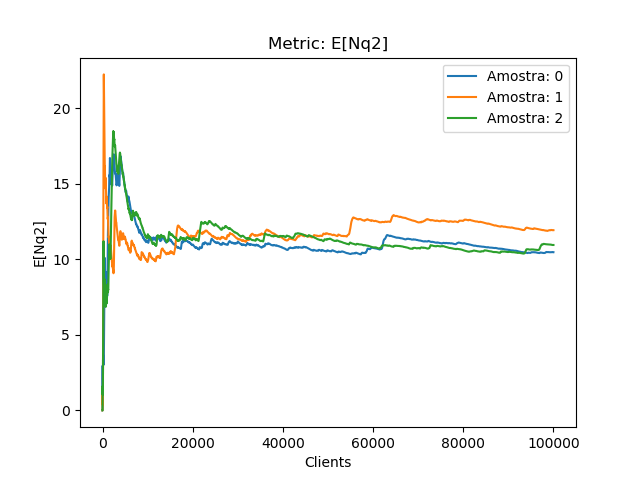 Metric: E[Nq2]
Amostra: 0
Amostra: 1
Amostra: 2
E[Nq2]
20
15
10
5
0
0 20000 40000 60000 80000 100000
Clients